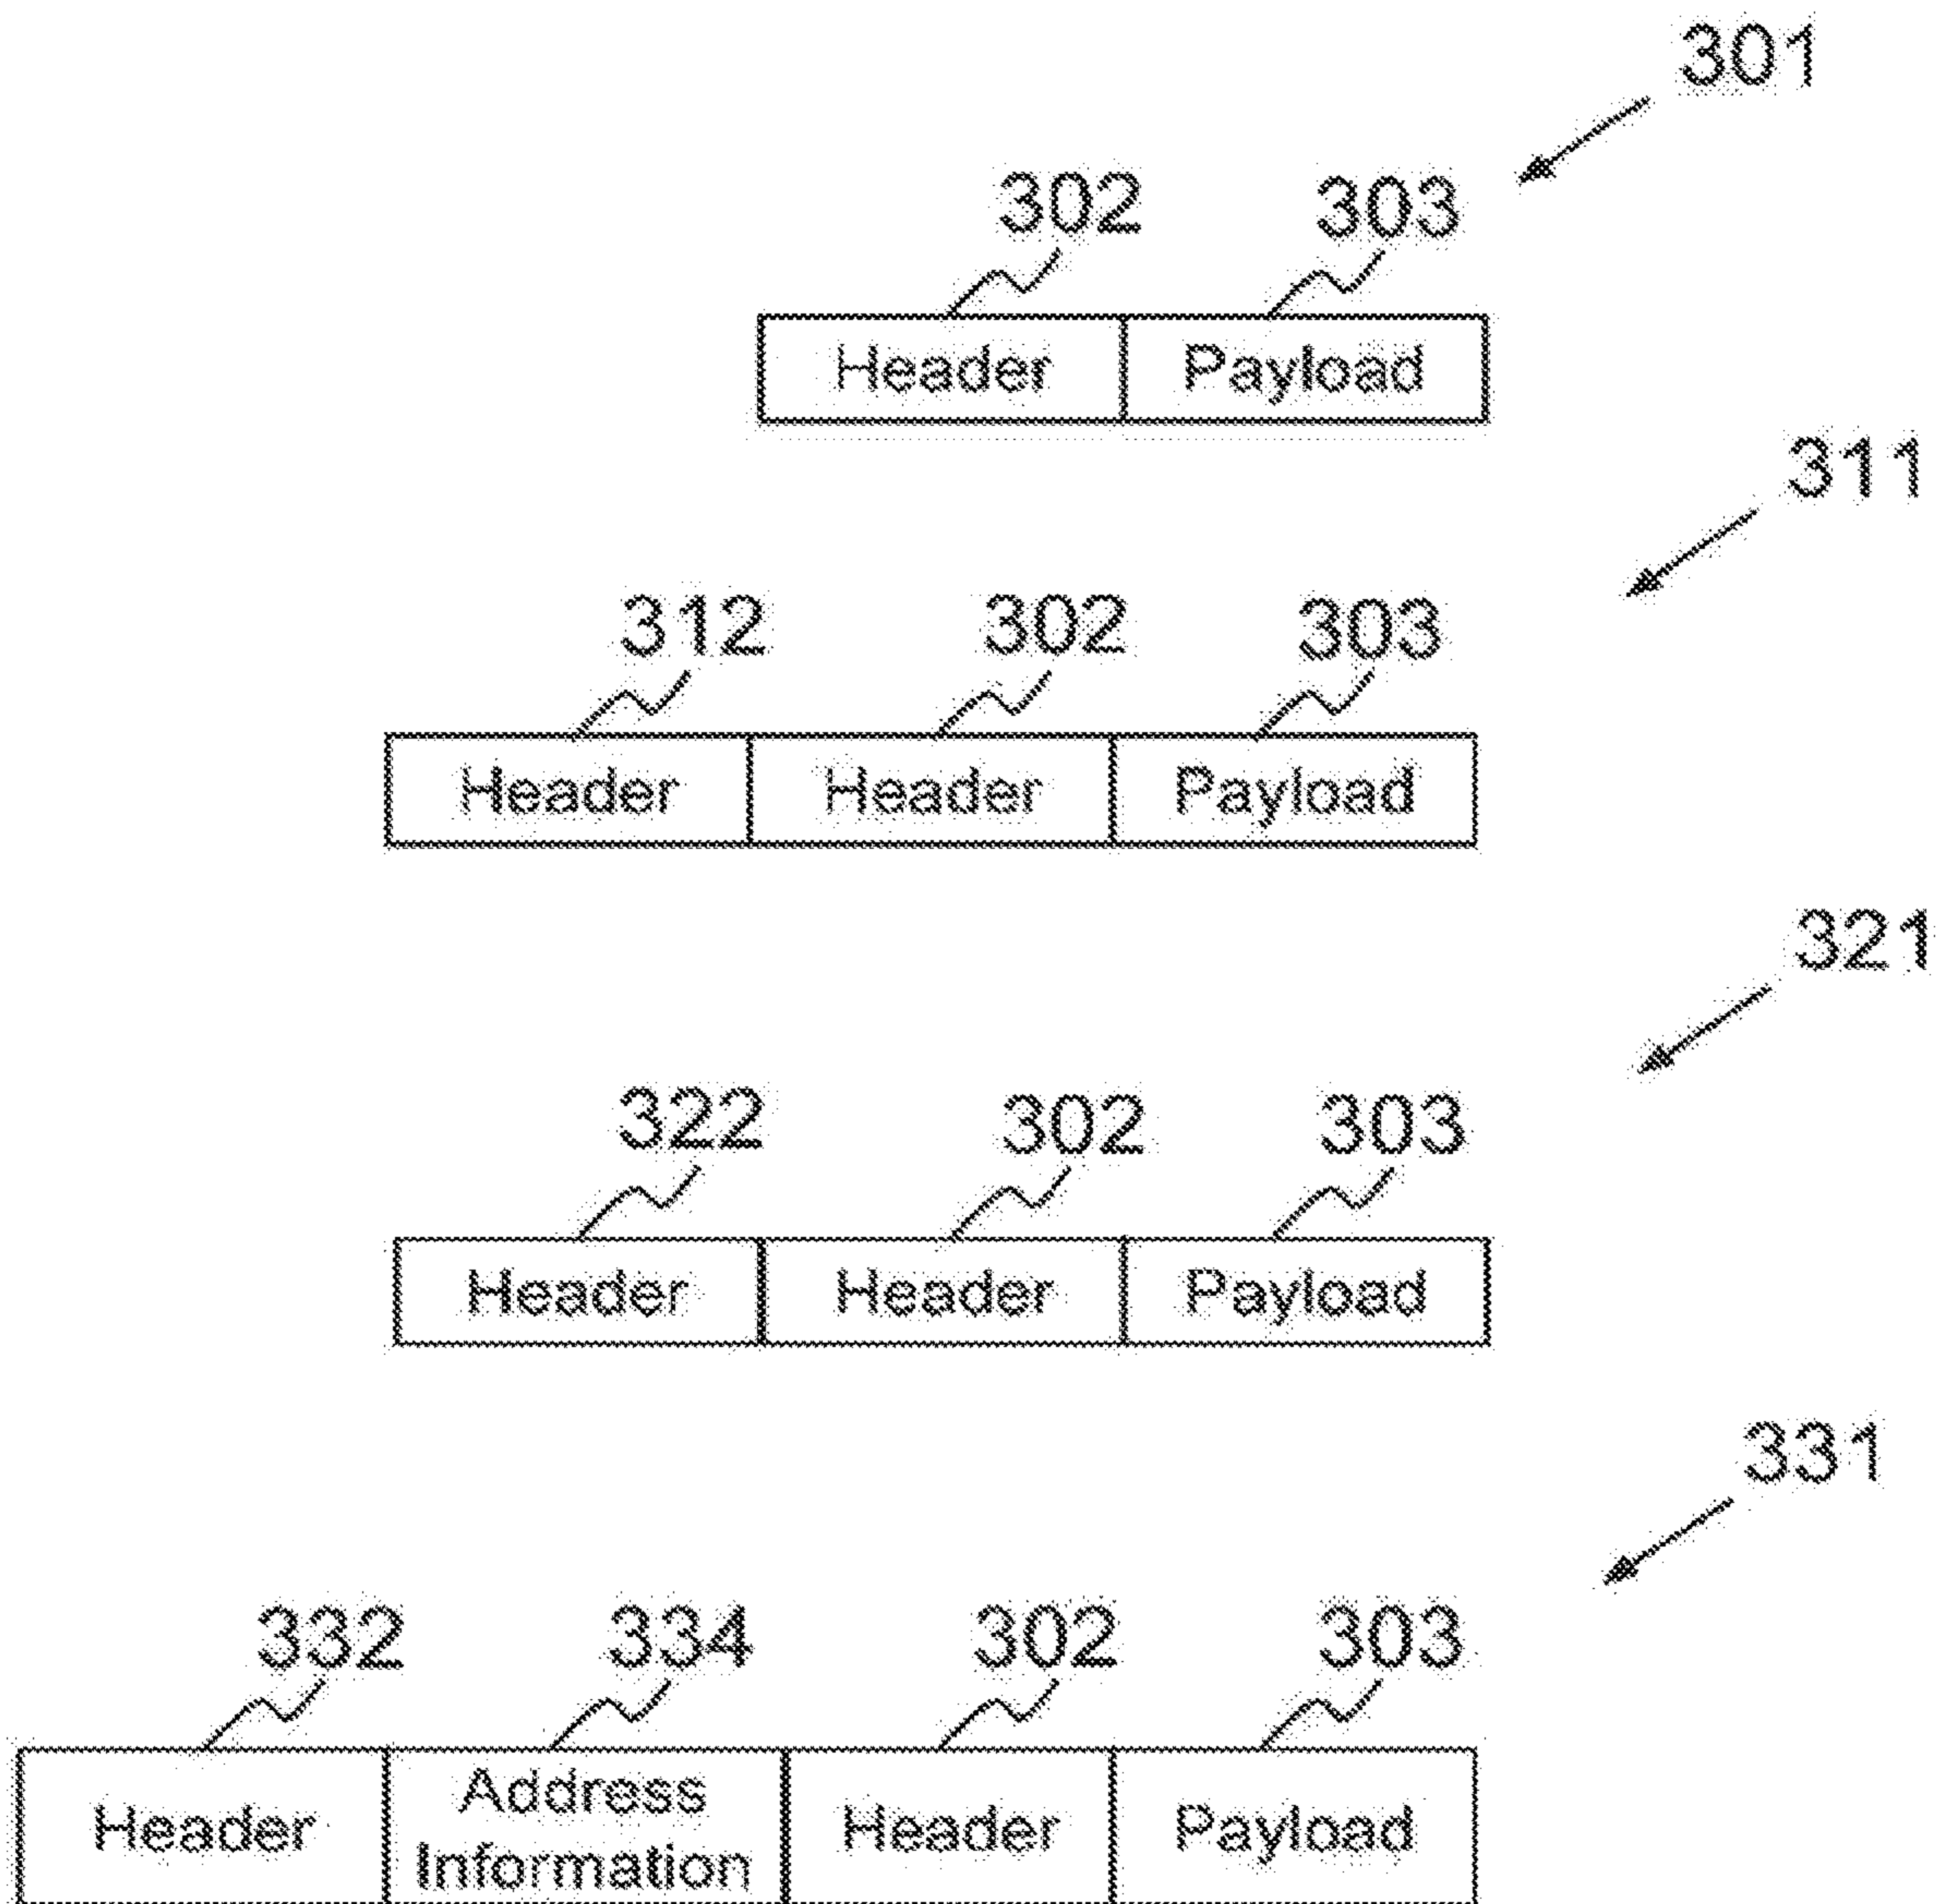 301
302 303
Header Payload
311
312 302 303
Header Header Payload
321
322 302 303
Header Header Payload
331
332 334 302 303
Header Address Information Header Payload